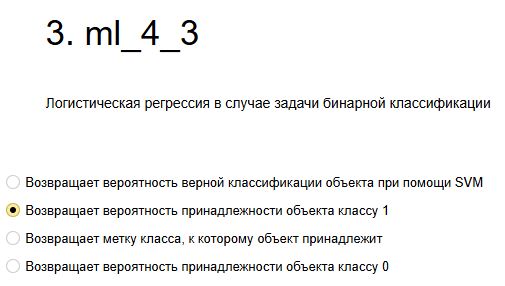 3. ml_4_3
Логистическая регрессия в случае задачи бинарной классификации
Возвращает вероятность верной классификации объекта при помощи SVM
Возвращает вероятность принадлежности объекта классу 1
Возвращает метку класса, к которому объект принадлежит
Возвращает вероятность принадлежности объекта классу 0